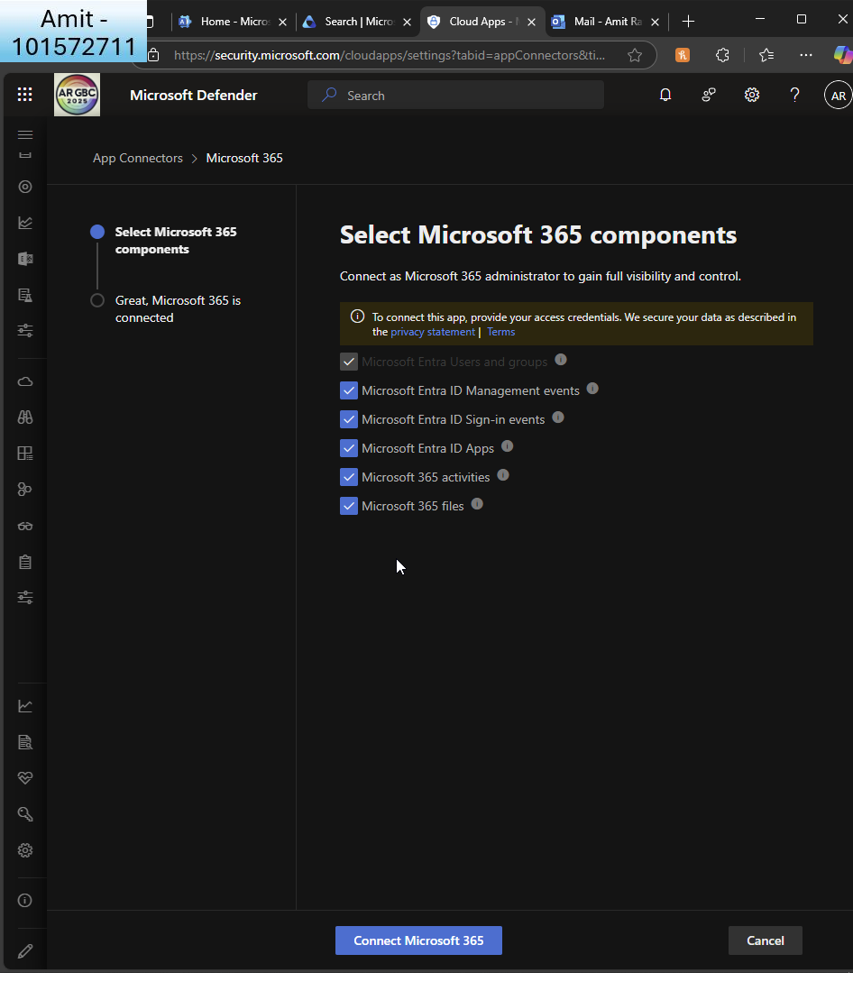 Amit -
101572711
Home - Micros
Search | Micro
Cloud Apps - M
Mail - Amit Ra
https://security.microsoft.com/cloudapps/settings?tabid=appConnectors&ti...
AR GBC
2025
Microsoft Defender
Search
AR
App Connectors > Microsoft 365
Select Microsoft 365
components
Great, Microsoft 365 is
connected
Select Microsoft 365 components
Connect as Microsoft 365 administrator to gain full visibility and control.
To connect this app, provide your access credentials. We secure your data as described in
the privacy statement | Terms
Microsoft Entra Users and groups
Microsoft Entra ID Management events
Microsoft Entra ID Sign-in events
Microsoft Entra ID Apps
Microsoft 365 activities
Microsoft 365 files
Connect Microsoft 365
Cancel